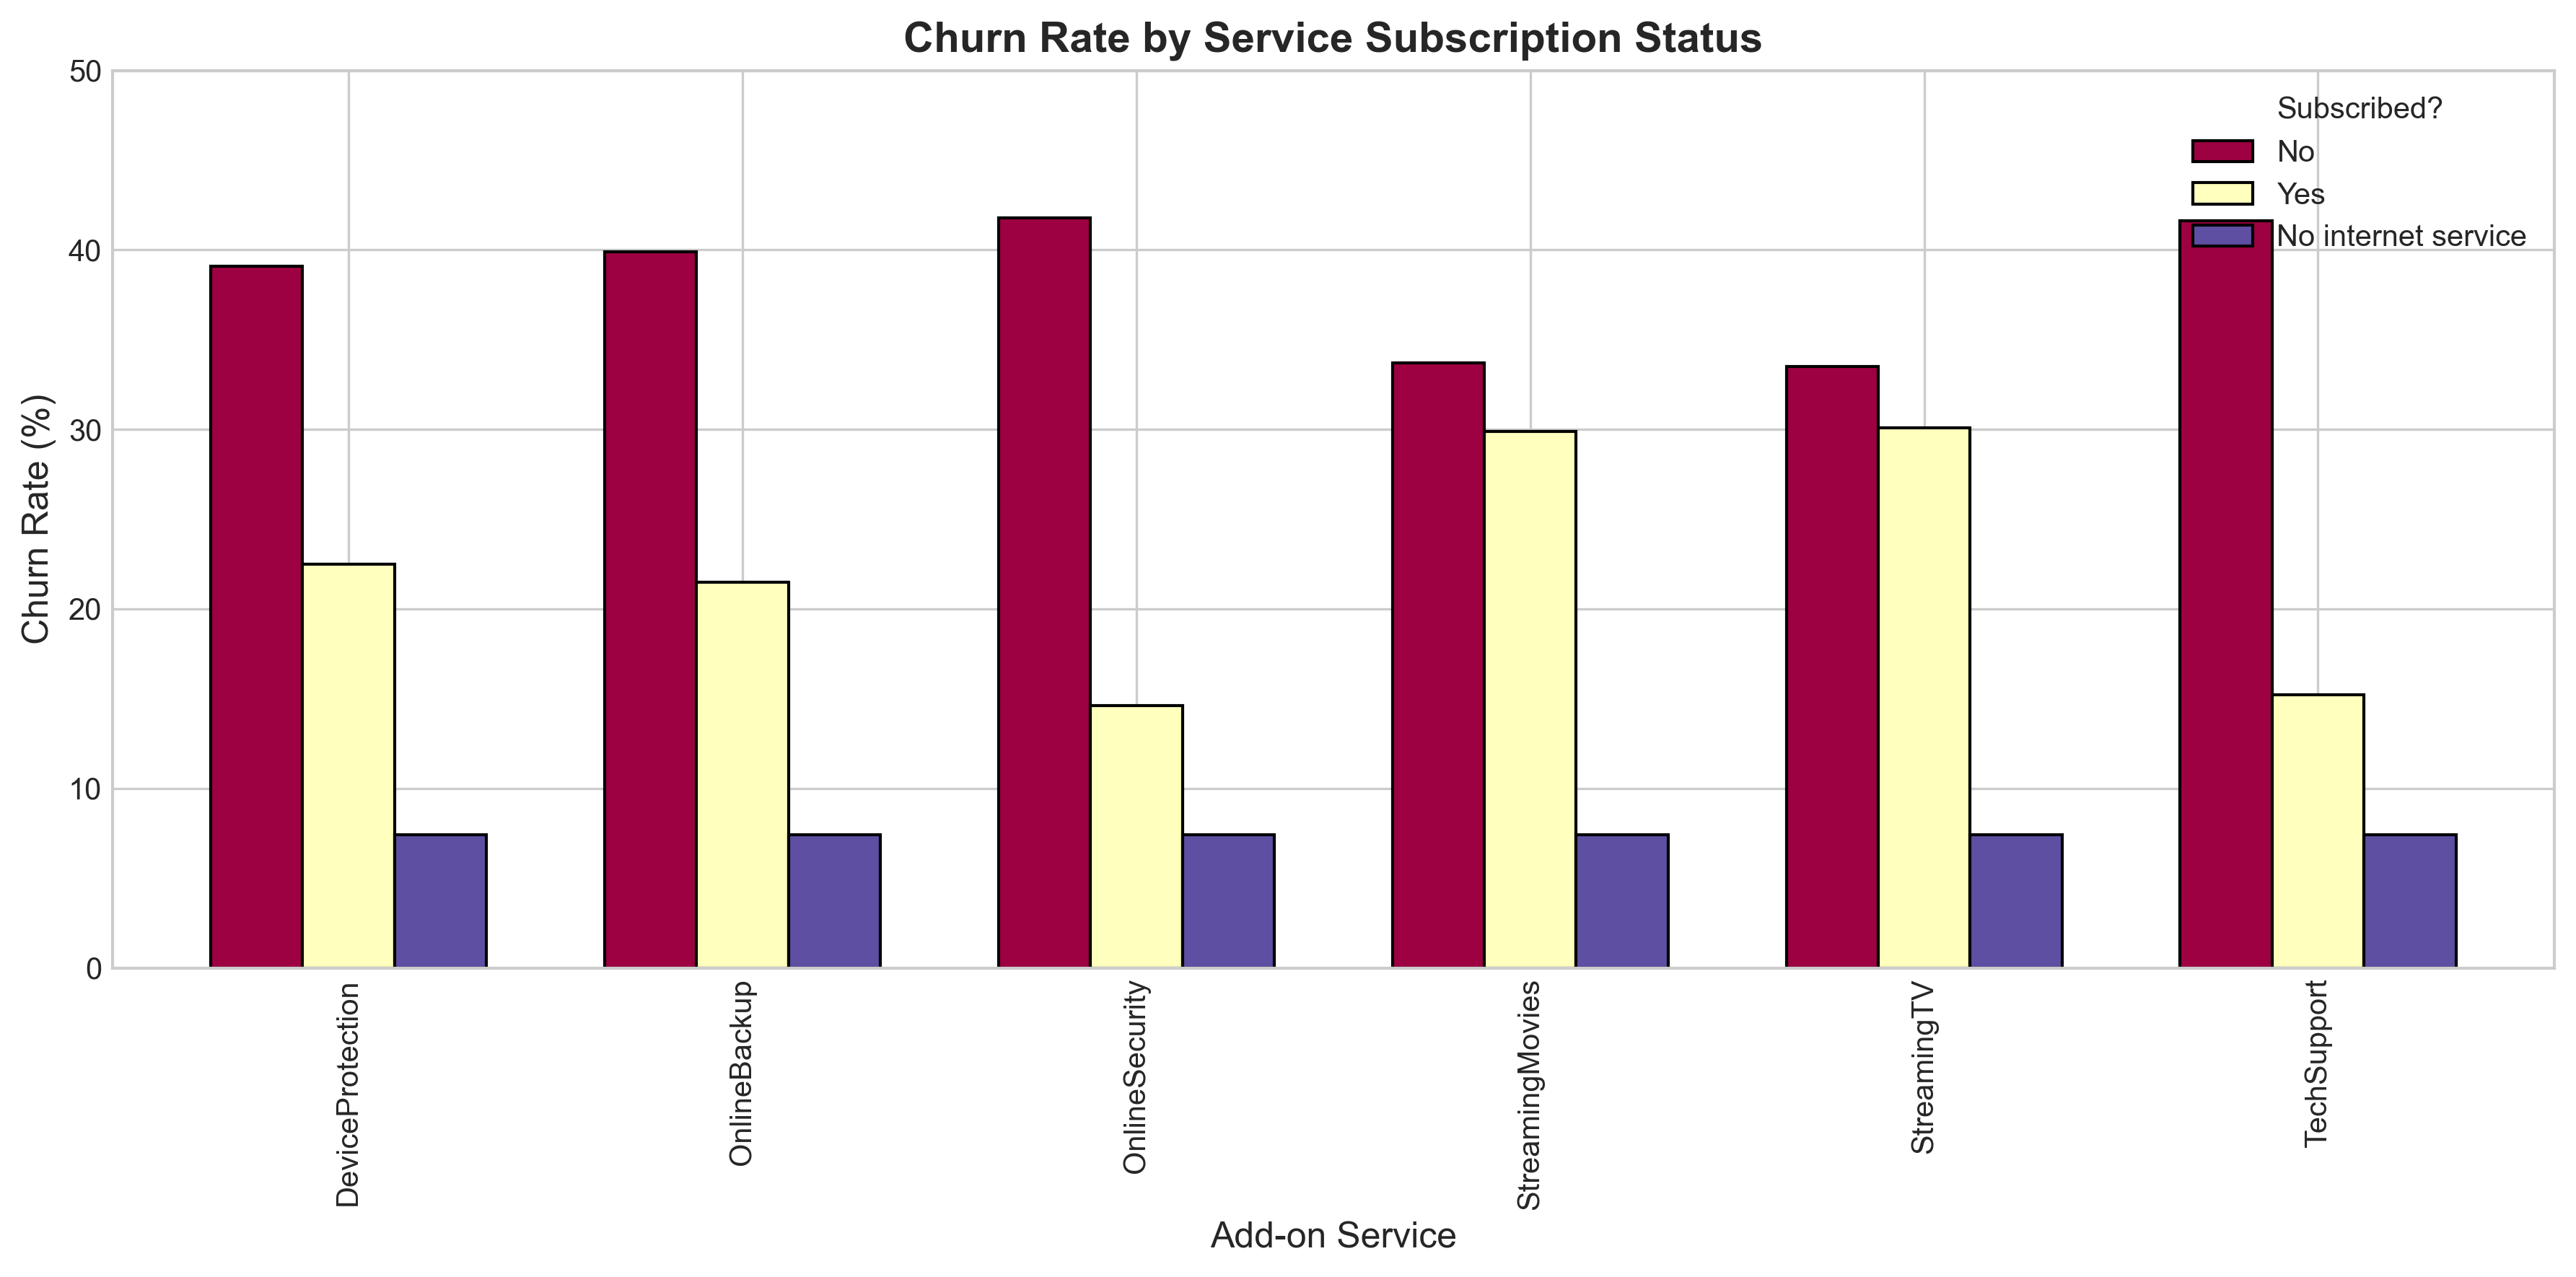 Churn Rate by Service Subscription Status
Churn Rate (%)
50
40
30
20
10
0
Subscribed?
No
Yes
No internet service
DeviceProtection
OnlineBackup
OnlineSecurity
StreamingMovies
StreamingTV
TechSupport
Add-on Service